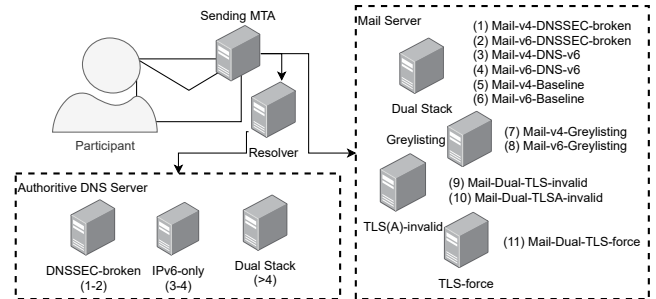 Sending MTA
Participant
Resolver
Authoritive DNS Server
DNSSEC-broken
(1-2)
IPv6-only
(3-4)
Dual Stack
(>4)
Mail Server
Dual Stack
(1) Mail-v4-DNSSEC-broken
(2) Mail-v6-DNSSEC-broken
(3) Mail-v4-DNS-v6
(4) Mail-v6-DNS-v6
(5) Mail-v4-Baseline
(6) Mail-v6-Baseline
Greylisting
(7) Mail-v4-Greylisting
(8) Mail-v6-Greylisting
TLS(A)-invalid
(9) Mail-Dual-TLS-invalid
(10) Mail-Dual-TLSA-invalid
TLS-force
(11) Mail-Dual-TLS-force